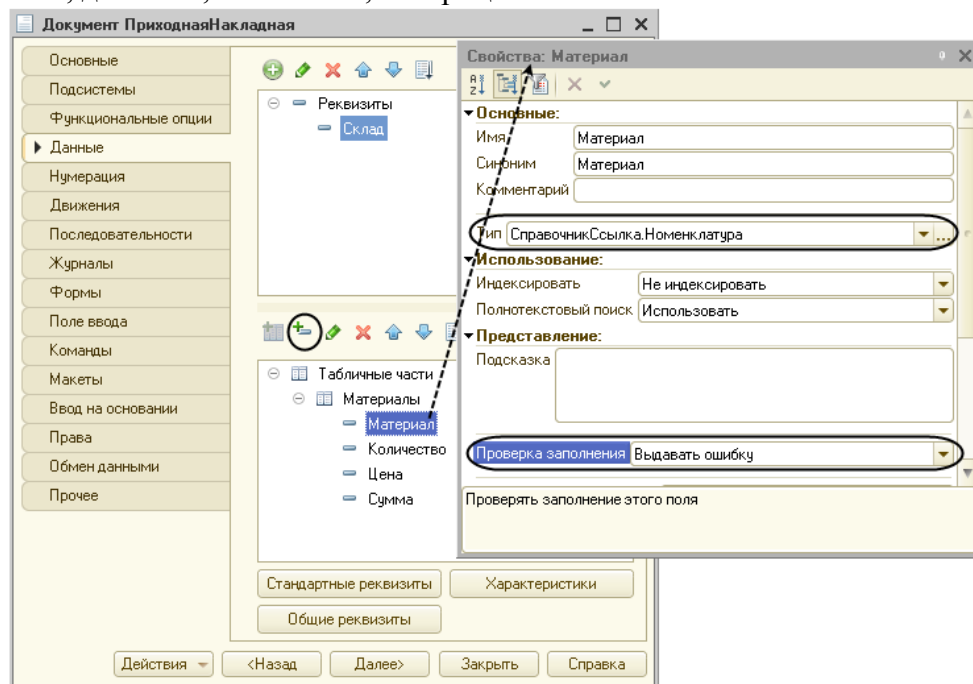 Документ ПриходнаяНакладная
Основные
Подсистемы
Функциональные опции
Данные
Нумерация
Движения
Последовательности
Журналы
Формы
Поле ввода
Команды
Макеты
Ввод на основании
Права
Обмен данными
Прочее
Реквизиты
Склад
Табличные части
Материалы
Материал
Количество
Цена
Сумма
Стандартные реквизиты
Характеристики
Общие реквизиты
Действия
<Назад
Далее>
Закрыть
Справка
Свойства: Материал
Основные:
Имя Материал
Синоним Материал
Комментарий
Тип СправочникСсылка.Номенклатура
Использование:
Индексировать Не индексировать
Полнотекстовый поиск Использовать
Представление:
Подсказка
Проверка заполнения Выдавать ошибку
Проверять заполнение этого поля